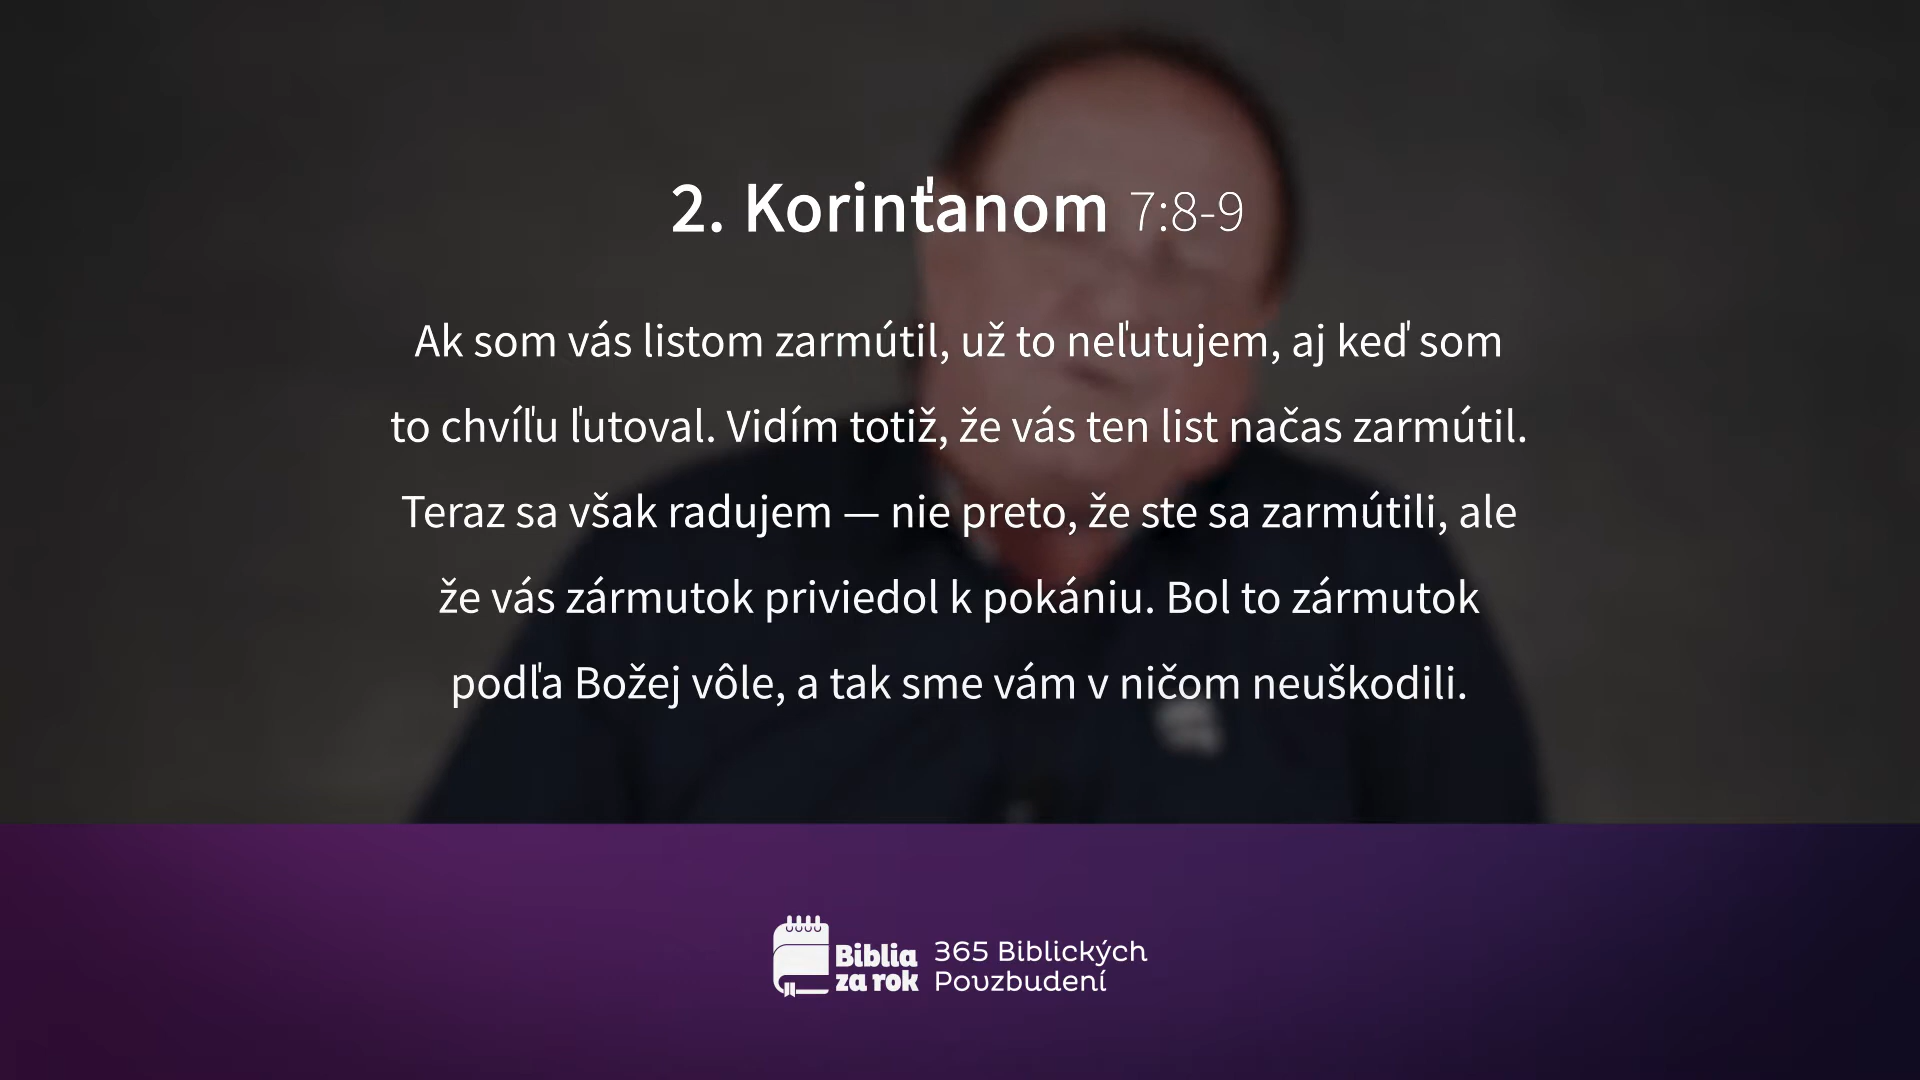 2. Korinťanom 7:8-9
Ak som vás listom zarmútil, už to neľutujem, aj keď som
to chvíľu ľutoval. Vidím totiž, že vás ten list načas zarmútil.
Teraz sa však radujem — nie preto, že ste sa zarmútili, ale
že vás zármutok priviedol k pokániu. Bol to zármutok
podľa Božej vôle, a tak sme vám v ničom neuškodili.
Biblia
za rok
365 Biblických
Povzbudení